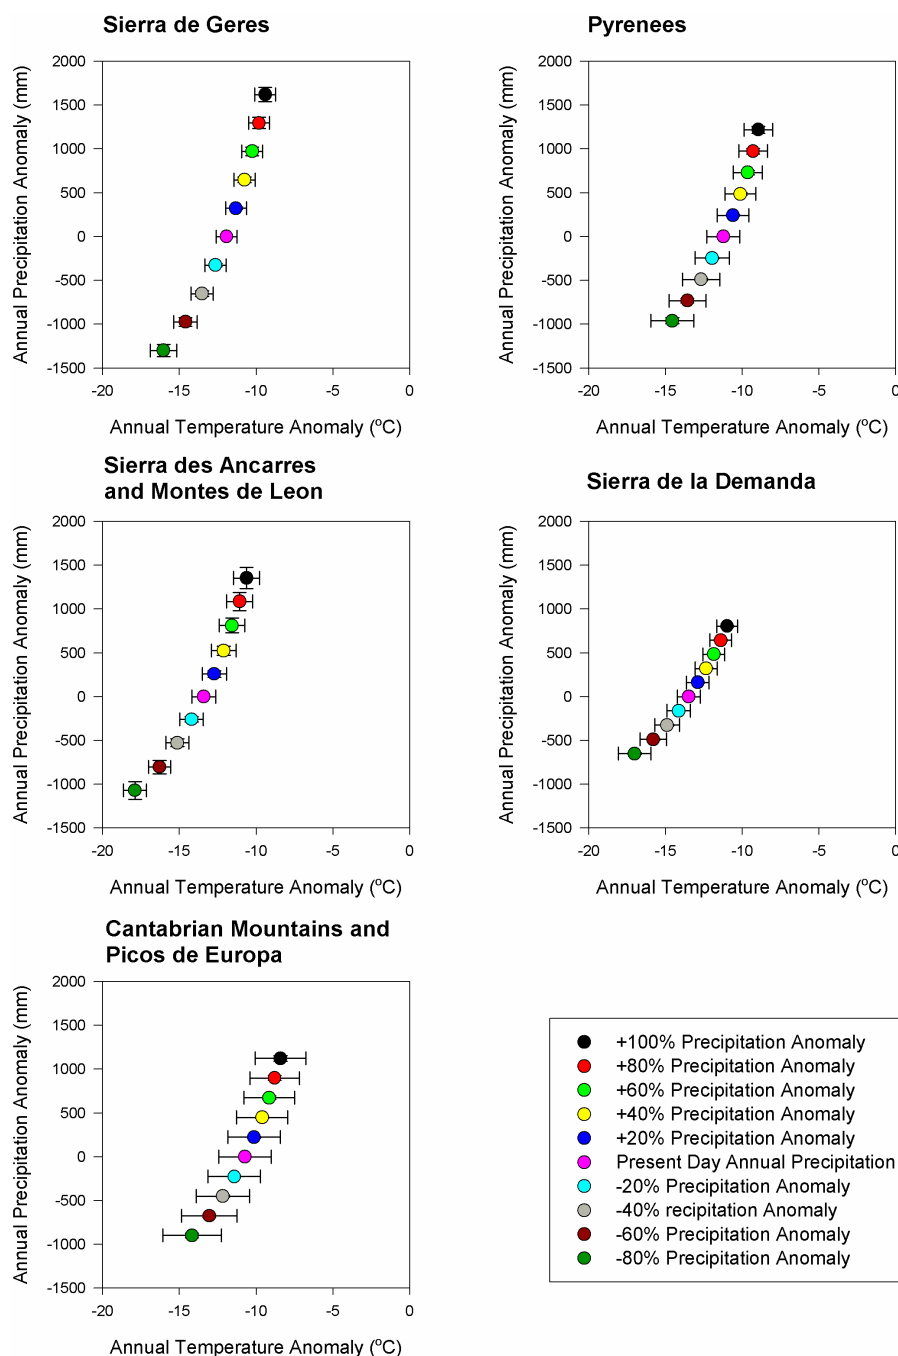 Sierra de Geres
Annual Precipitation Anomaly (mm)
2000
1500
1000
500
0
-500
-1000
-1500
-20 -15 -10 -5 0
Annual Temperature Anomaly (°C)
Pyrenees
Annual Precipitation Anomaly (mm)
2000
1500
1000
500
0
-500
-1000
-1500
-20 -15 -10 -5 0
Annual Temperature Anomaly (°C)
Sierra des Ancarres
and Montes de Leon
Annual Precipitation Anomaly (mm)
2000
1500
1000
500
0
-500
-1000
-1500
-20 -15 -10 -5 0
Annual Temperature Anomaly (°C)
Sierra de la Demanda
Annual Precipitation Anomaly (mm)
2000
1500
1000
500
0
-500
-1000
-1500
-20 -15 -10 -5 0
Annual Temperature Anomaly (°C)
Cantabrian Mountains and
Picos de Europa
Annual Precipitation Anomaly (mm)
2000
1500
1000
500
0
-500
-1000
-1500
-20 -15 -10 -5 0
Annual Temperature Anomaly (°C)
+100% Precipitation Anomaly
+80% Precipitation Anomaly
+60% Precipitation Anomaly
+40% Precipitation Anomaly
+20% Precipitation Anomaly
Present Day Annual Precipitation
-20% Precipitation Anomaly
-40% recipitation Anomaly
-60% Precipitation Anomaly
-80% Precipitation Anomaly